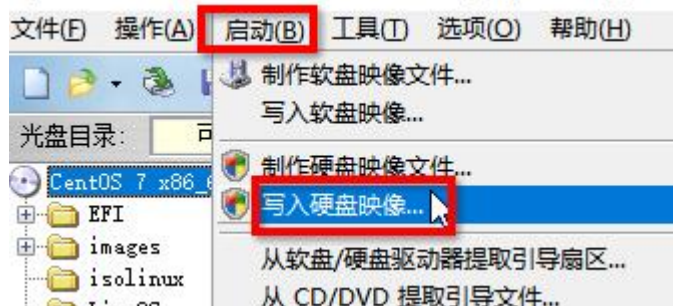 文件(F) 操作(A) 启动(B) 工具(T) 选项(O) 帮助(H)
制作软盘映像文件...
写入软盘映像...
光盘目录:
制作硬盘映像文件...
CentOS 7 x86_6
写入硬盘映像...
EFI
images
从软盘/硬盘驱动器提取引导扇区...
isolinux
从 CD/DVD 提取引导文件...